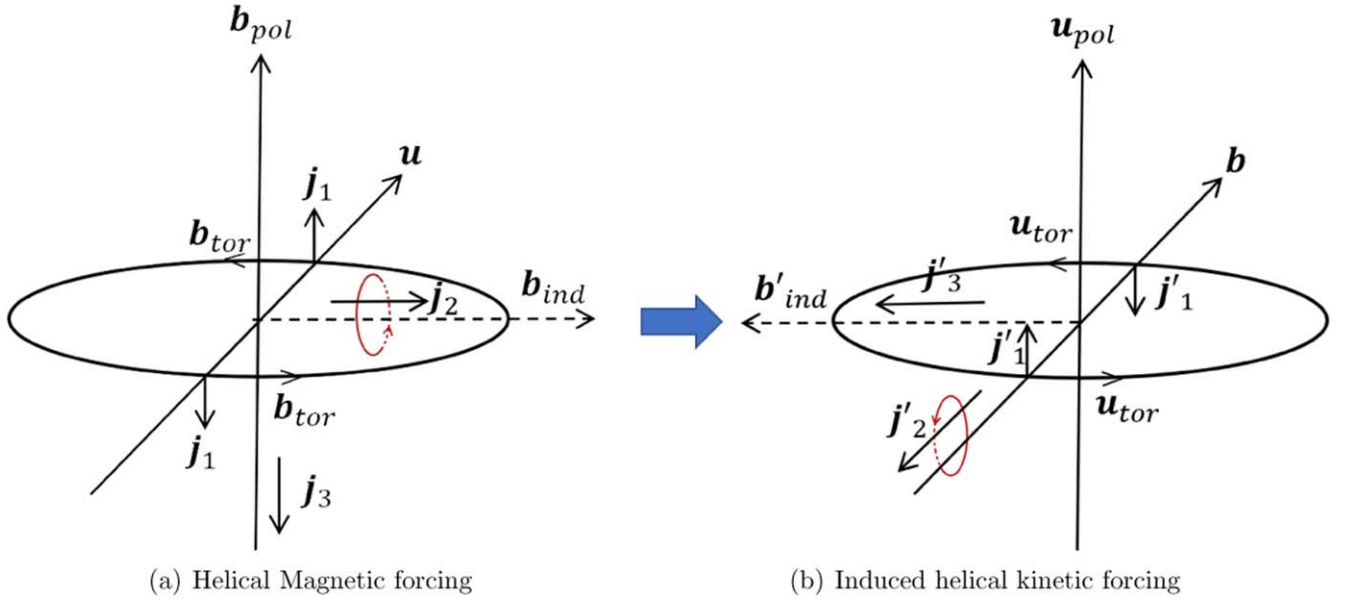 b_pol
u
j_1
b_tor
j_2
b_ind
b_tor
j_1
j_3
(a) Helical Magnetic forcing
u_pol
b
u_tor
j'_3
b'_ind
j'_1
j'_1
j'_2
u_tor
(b) Induced helical kinetic forcing